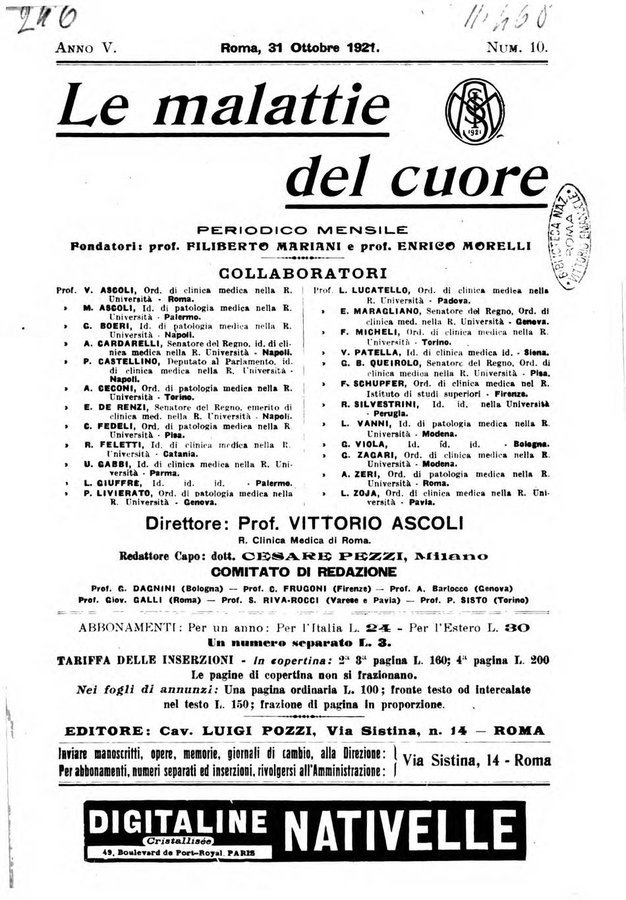 240
Anno V.
Roma, 31 Ottobre 1921.
Num. 10.
Le malattie
del cuore
1921
BIBLIOTECA NAZ.
ROMA
VITTORIO EMANUELE
PERIODICO MENSILE
Fondatori: prof. FILIBERTO MARIANI e prof. ENRICO MORELLI
COLLABORATORI
Prof. V. ASCOLI, Ord. di clinica medica nella R.
Università - Roma.
» M. ASCOLI, Id. di patologia medica nella R.
Università - Palermo.
» G. BOERI, Id. di patologia medica nella R.
Università - Napoli.
» A. CARDARELLI, Senatore del Regno, id. di cli-
nica medica nella R. Università - Napoli.
» P. CASTELLINO, Deputato al Parlamento, id.
di clinica medica nella R. Università -
Napoli.
» A. CECONI, Ord. di patologia medica nella R.
Università - Torino.
» E. DE RENZI, Senatore del Regno, emerito di
clinica med. nella R. Università - Napoli.
» C. FEDELI, Ord. di patologia medica nella R
Università - Pisa.
» R. FELETTI, Id. di clinica medica nella R.
Università - Catania.
» U. GABBI, Id. di clinica medica nella R. Uni-
versità - Parma.
» L. GIUFFRÈ, Id. id. id. - Palermo.
» P. LIVIERATO, Ord. di patologia medica nella
R. Università - Genova.
Prof. L. LUCATELLO, Ord. di clinica medica nella
R. Università - Padova.
» E. MARAGLIANO, Senatore del Regno, Ord. di
clinica med. nella R. Università - Genova.
» F. MICHELI, Ord. di clinica medica nella R.
Università - Torino.
» V. PATELLA, Id. di clinica medica id. - Siena.
» G. B. QUEIROLO, Senatore del Regno, Ord. di
clinica medica nella R. Università - Pisa.
» F. SCHUPFER, Ord. di clinica medica nel R.
Istituto di studi superiori - Firenze.
» R. SILVESTRINI, Id. id. nella Università
- Perugia.
» L. VANNI, Id. di patologia medica nella R.
Università - Modena.
» G. VIOLA, Id. id. id. - Bologna.
» G. ZAGARI, Ord. di clinica medica nella R.
Università - Modena.
» A. ZERI, Ord. di patologia medica nella R.
Università - Roma.
» L. ZOJA, Ord. di clinica medica nella R. Uni-
versità - Pavia.
Direttore: Prof. VITTORIO ASCOLI
R. Clinica Medica di Roma.
Redattore Capo: dott. CESARE PEZZI, Milano
COMITATO DI REDAZIONE
Prof. G. DAGNINI (Bologna) — Prof. C. FRUGONI (Firenze) — Prof. A. Barlocco (Genova)
Prof. Giov. GALLI (Roma) — Prof. S. RIVA-ROCCI (Varese e Pavia) — Prof. P. SISTO (Torino)
ABBONAMENTI: Per un anno: Per l'Italia L. 24 - Per l'Estero L. 30
Un numero separato L. 3.
TARIFFA DELLE INSERZIONI - In copertina: 2ª 3ª pagina L. 160; 4ª pagina L. 200
Le pagine di copertina non si frazionano.
Nei fogli di annunzi: Una pagina ordinaria L. 100; fronte testo od intercalate
nel testo L. 150; frazione di pagina in proporzione.
EDITORE: Cav. LUIGI POZZI, Via Sistina, n. 14 — ROMA
Inviare manoscritti, opere, memorie, giornali di cambio, alla Direzione:
Per abbonamenti, numeri separati ed inserzioni, rivolgersi all'Amministrazione:
Via Sistina, 14 - Roma
DIGITALINE
Cristallisée
49, Boulevard de Port-Royal, PARIS
NATIVELLE